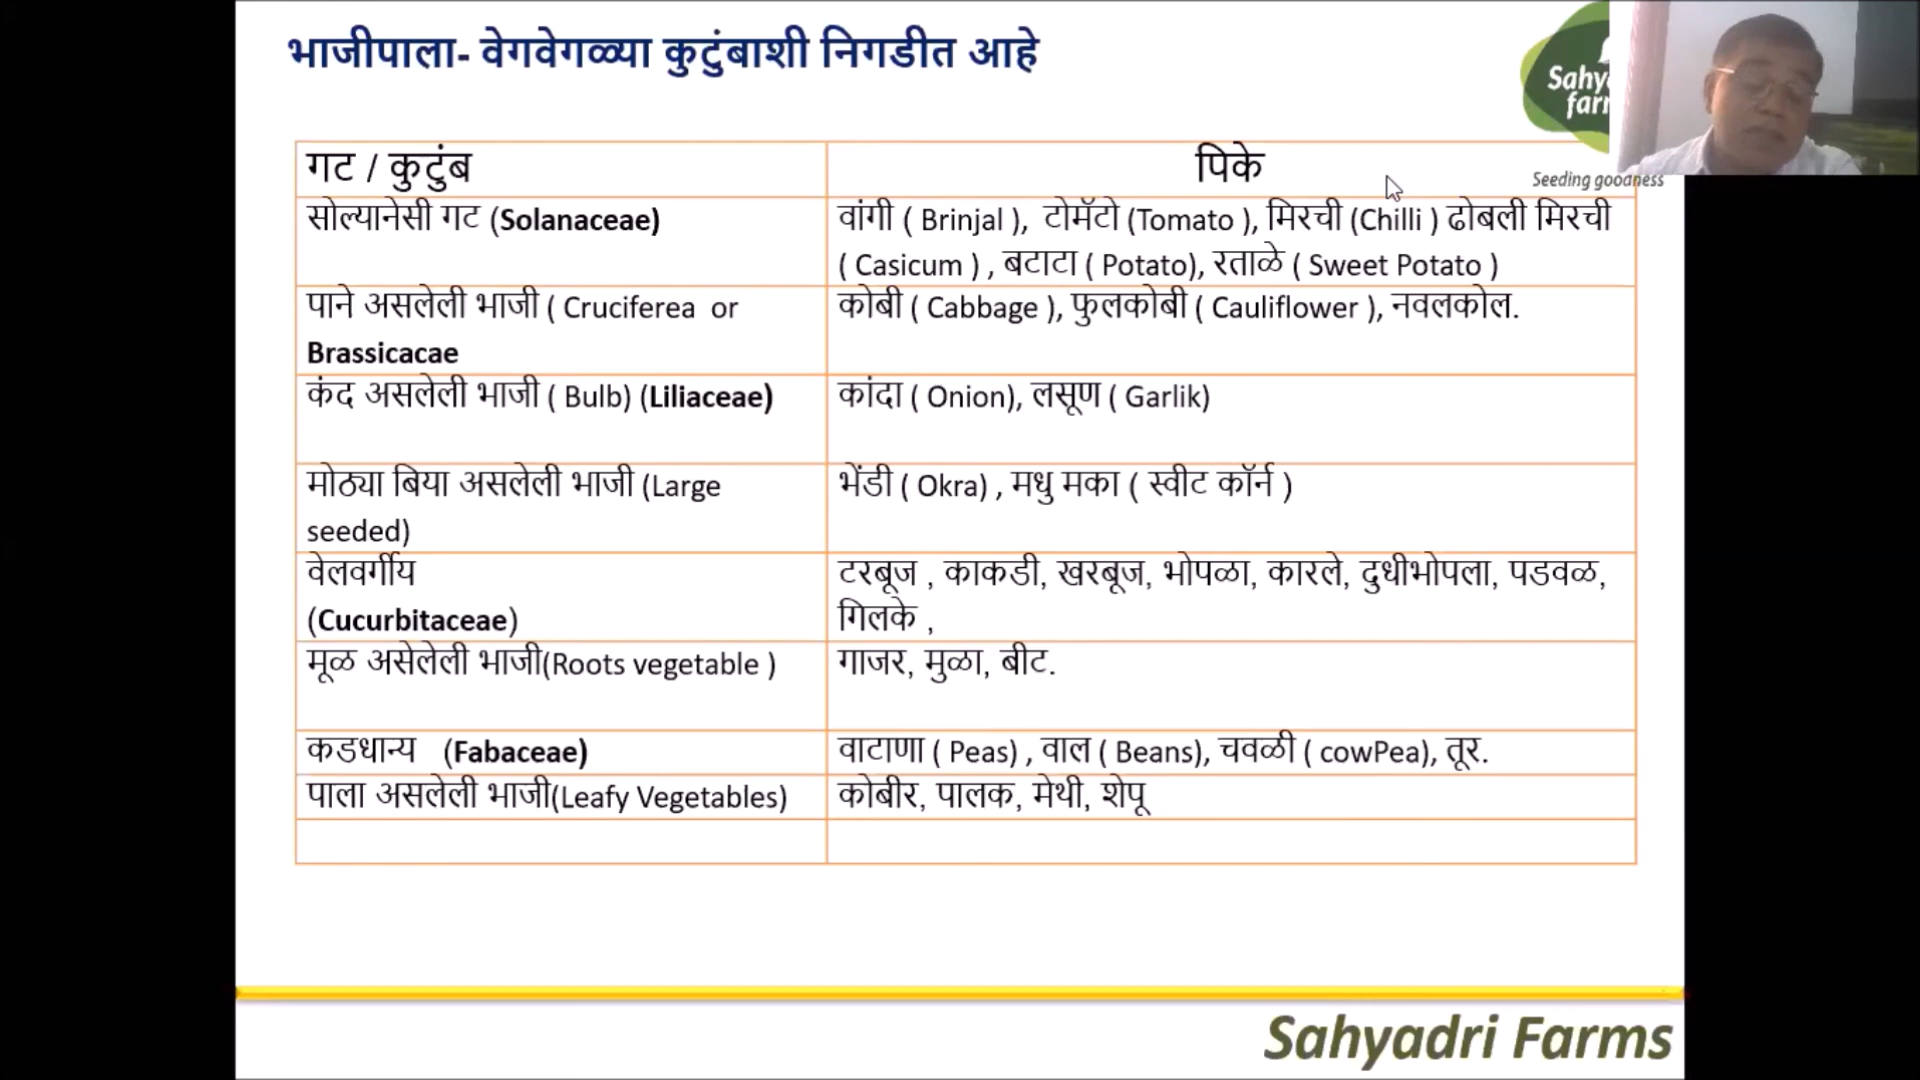 भाजीपाला- वेगवेगळ्या कुटुंबाशी निगडीत आहे
Sahy
far
Seeding goodness
गट / कुटुंब
पिके
सोल्यानेसी गट (Solanaceae)
वांगी ( Brinjal ), टोमॅटो (Tomato ), मिरची (Chilli ) ढोबली मिरची
( Casicum ) , बटाटा ( Potato), रताळे ( Sweet Potato )
पाने असलेली भाजी ( Cruciferea or
Brassicacae
कोबी ( Cabbage ), फुलकोबी ( Cauliflower ), नवलकोल.
कंद असलेली भाजी ( Bulb) (Liliaceae)
कांदा ( Onion), लसूण ( Garlik)
मोठ्या बिया असलेली भाजी (Large
seeded)
भेंडी ( Okra) , मधु मका ( स्वीट कॉर्न )
वेलवर्गीय
(Cucurbitaceae)
टरबूज , काकडी, खरबूज, भोपळा, कारले, दुधीभोपला, पडवळ,
गिलके ,
मूळ असेलेली भाजी(Roots vegetable )
गाजर, मुळा, बीट.
कडधान्य (Fabaceae)
वाटाणा ( Peas) , वाल ( Beans), चवळी ( cowPea), तूर.
पाला असलेली भाजी(Leafy Vegetables)
कोबीर, पालक, मेथी, शेपू
Sahyadri Farms